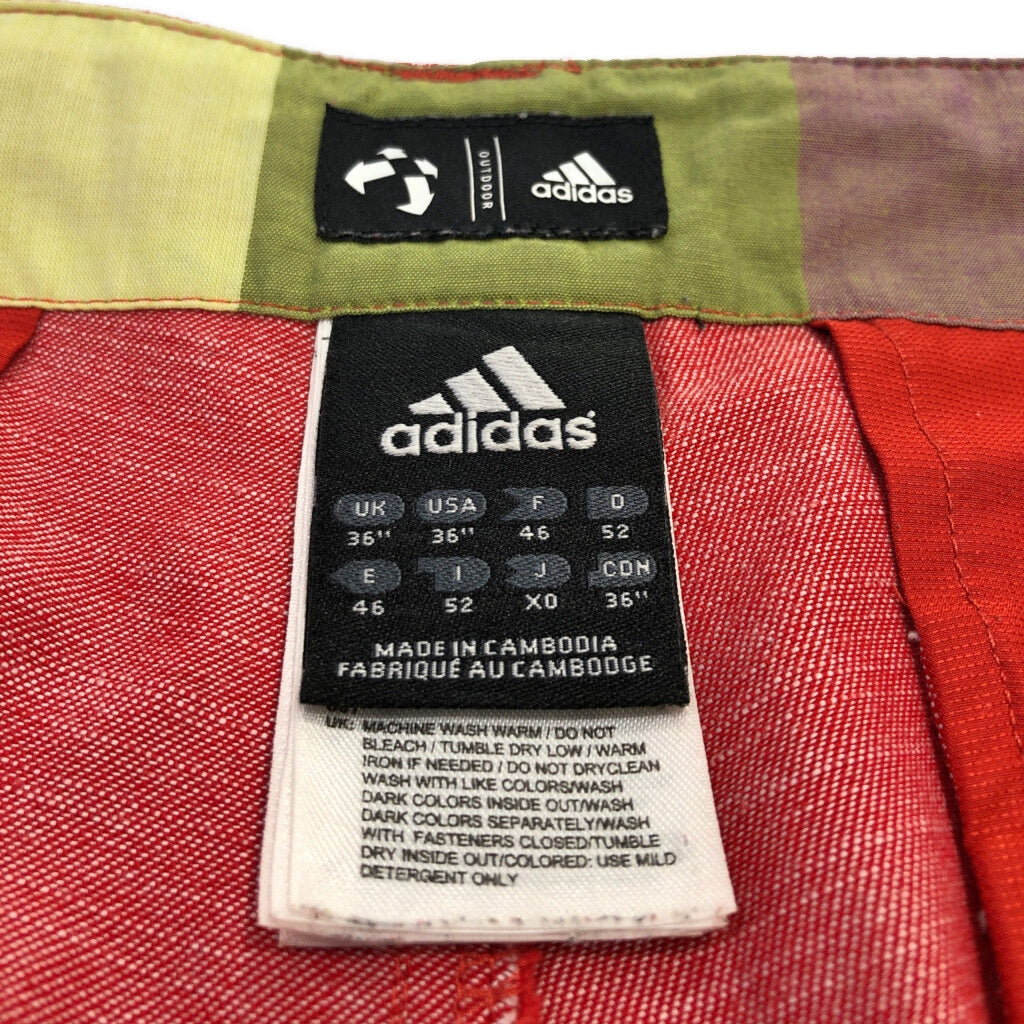 OUTDOOR
adidas
adidas
UK USA F D
36" 36" 46 52
E I J CDN
46 52 XO 36"
MADE IN CAMBODIA
FABRIQUÉ AU CAMBODGE
UK: MACHINE WASH WARM / DO NOT
BLEACH / TUMBLE DRY LOW / WARM
IRON IF NEEDED / DO NOT DRYCLEAN
WASH WITH LIKE COLORS/WASH
DARK COLORS INSIDE OUT/WASH
DARK COLORS SEPARATELY/WASH
WITH FASTENERS CLOSED/TUMBLE
DRY INSIDE OUT/COLORED: USE MILD
DETERGENT ONLY